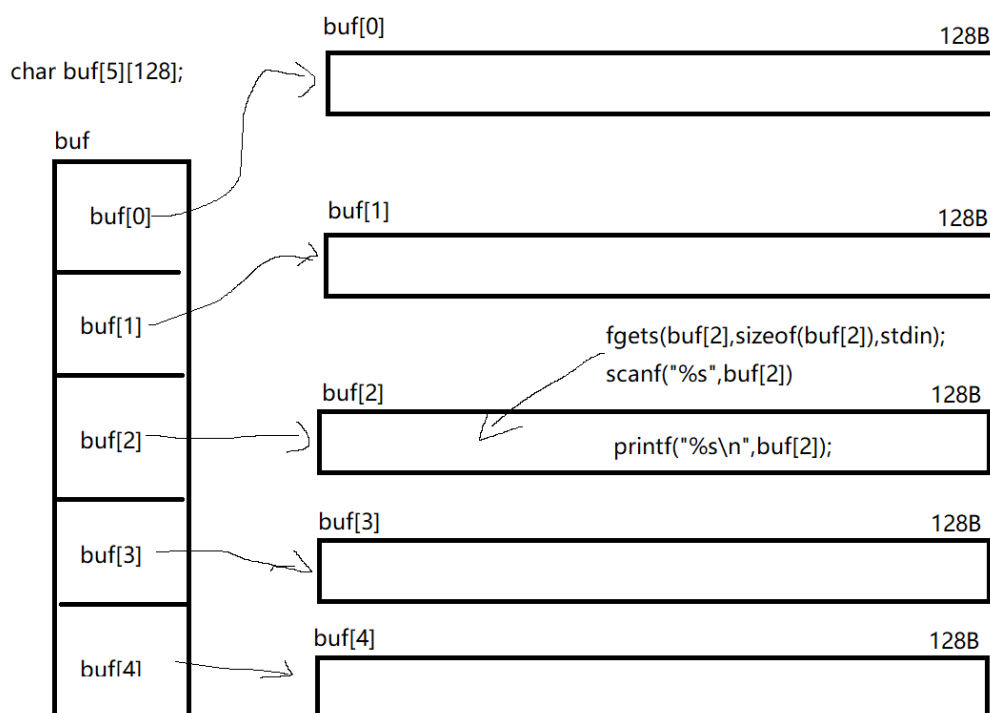 buf[0]
128B
char buf[5][128];
buf
buf[0]
buf[1]
128B
buf[1]
fgets(buf[2],sizeof(buf[2]),stdin);
scanf("%s",buf[2])
buf[2]
128B
buf[2]
printf("%s\n",buf[2]);
buf[3]
128B
buf[3]
buf[4]
128B
buf[4]